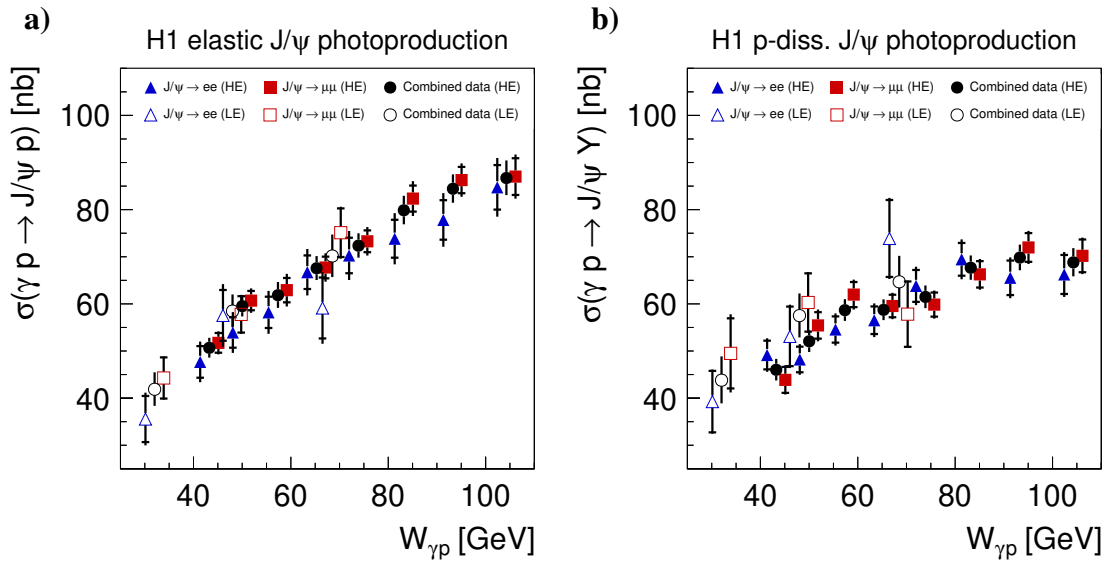 a)
H1 elastic J/ψ photoproduction
σ(γ p → J/ψ p) [nb]
J/ψ → ee (HE)
J/ψ → μμ (HE)
Combined data (HE)
J/ψ → ee (LE)
J/ψ → μμ (LE)
Combined data (LE)
100
80
60
40
40 60 80 100
W_γp [GeV]
b)
H1 p-diss. J/ψ photoproduction
σ(γ p → J/ψ Y) [nb]
J/ψ → ee (HE)
J/ψ → μμ (HE)
Combined data (HE)
J/ψ → ee (LE)
J/ψ → μμ (LE)
Combined data (LE)
100
80
60
40
40 60 80 100
W_γp [GeV]